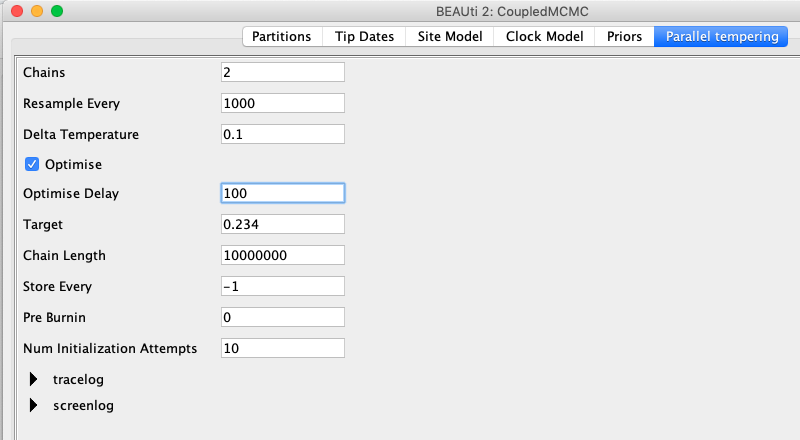 BEAUti 2: CoupledMCMC
Partitions Tip Dates Site Model Clock Model Priors Parallel tempering
Chains 2
Resample Every 1000
Delta Temperature 0.1
Optimise
Optimise Delay 100
Target 0.234
Chain Length 10000000
Store Every -1
Pre Burnin 0
Num Initialization Attempts 10
tracelog
screenlog